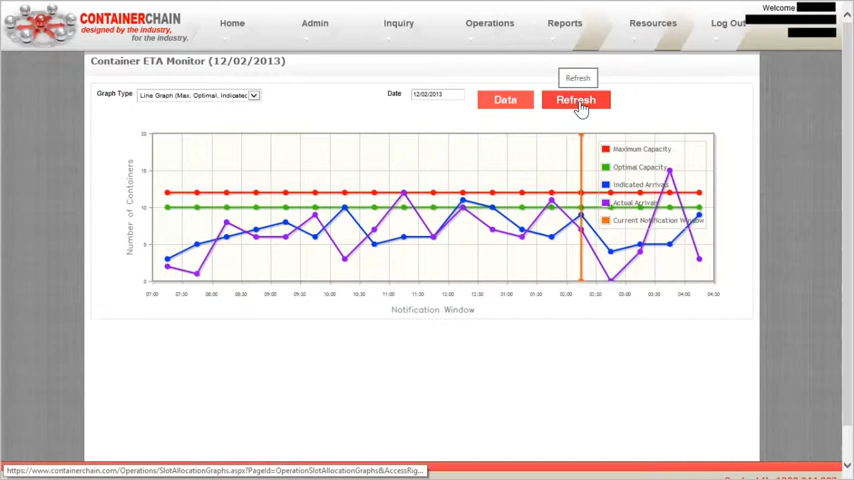 CONTAINERCHAIN
designed by the industry,
for the industry.
Home
Admin
Inquiry
Operations
Reports
Resources
Log Out
Welcome
Container ETA Monitor (12/02/2013)
Refresh
Graph Type
Line Graph (Max, Optimal, Indicated
Date
12/02/2013
Data
Refresh
20
15
10
5
0
Number of Containers
Maximum Capacity
Optimal Capacity
Indicated Arrivals
Actual Arrivals
Current Notification Window
07:00 07:30 08:00 08:30 09:00 09:30 10:00 10:30 11:00 11:30 12:00 12:30 01:00 01:30 02:00 02:30 03:00 03:30 04:00 04:30
Notification Window
https://www.containerchain.com/Operations/SlotAllocationGraphs.aspx?PageId=OperationSlotAllocationGraphs&AccessRig...